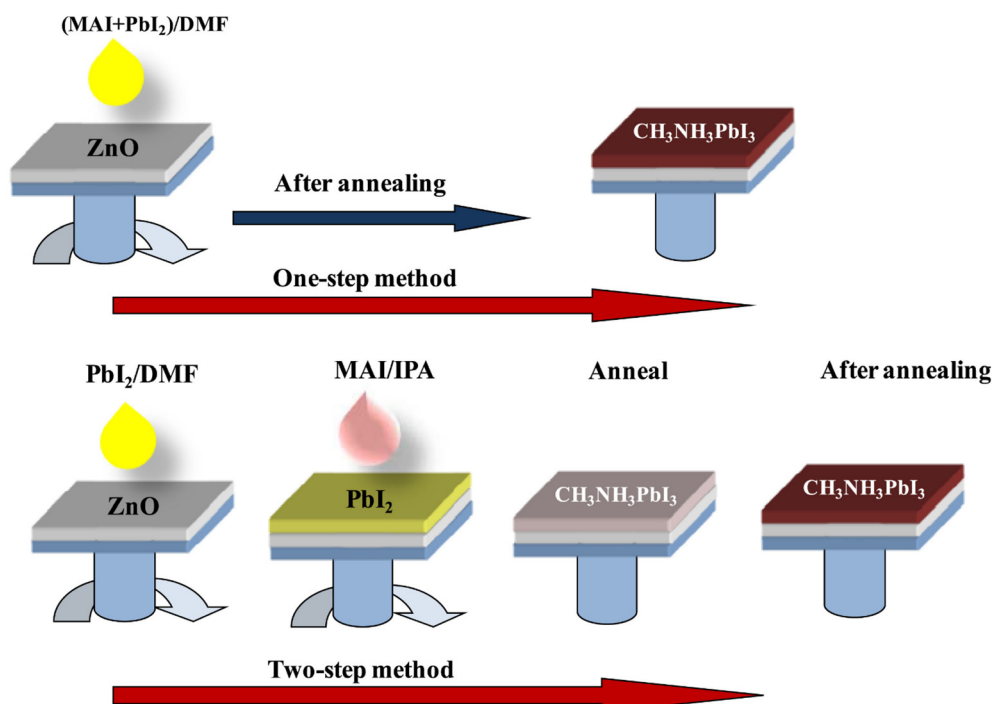 (MAI+PbI₂)/DMF
ZnO
CH₃NH₃PbI₃
After annealing
One-step method
PbI₂/DMF
MAI/IPA
Anneal
After annealing
ZnO
PbI₂
CH₃NH₃PbI₃
CH₃NH₃PbI₃
Two-step method